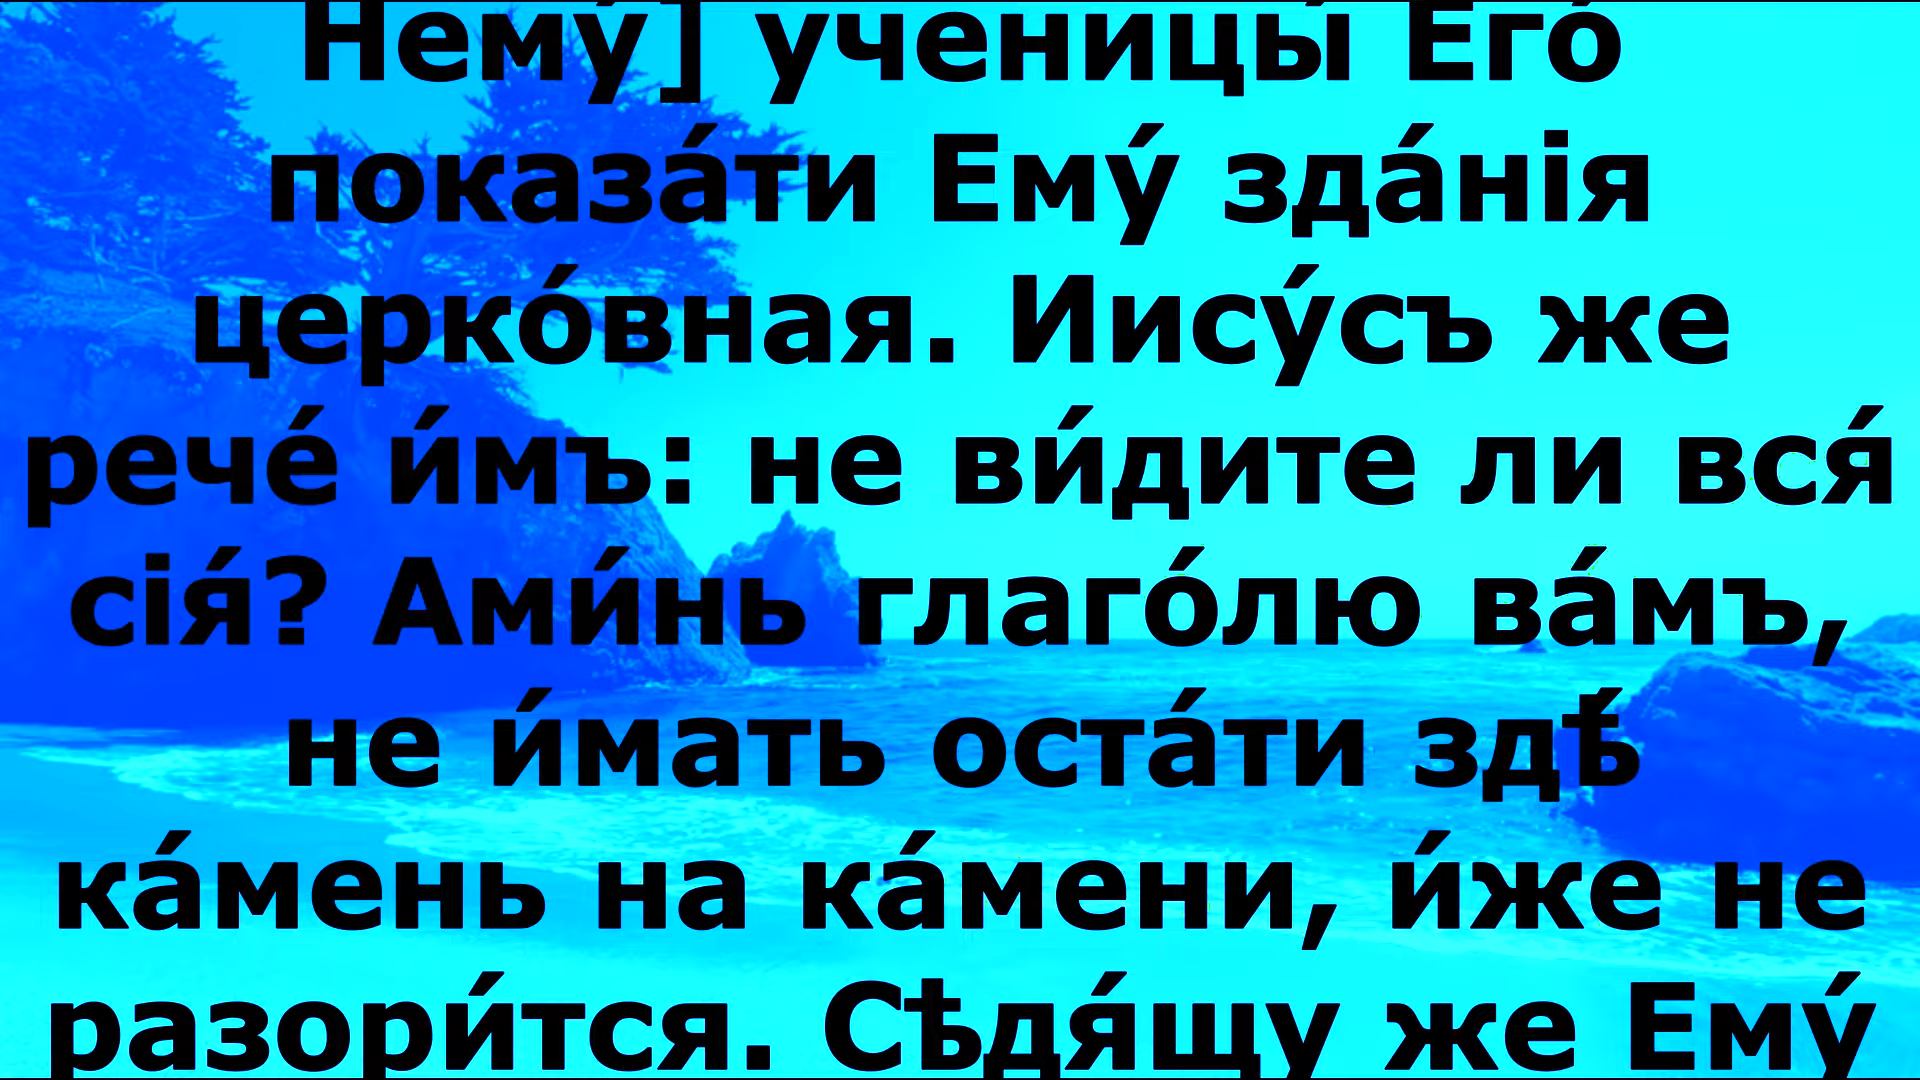 Нему́] ученицы́ Его́
показа́ти Ему́ зда́нія
церко́вная. Иису́съ же
рече́ и́мъ: не ви́дите ли вся́
сія́? Ами́нь глаго́лю ва́мъ,
не и́мать оста́ти здѣ́
ка́мень на ка́мени, и́же не
разори́тся. Сѣдя́щу же Ему́